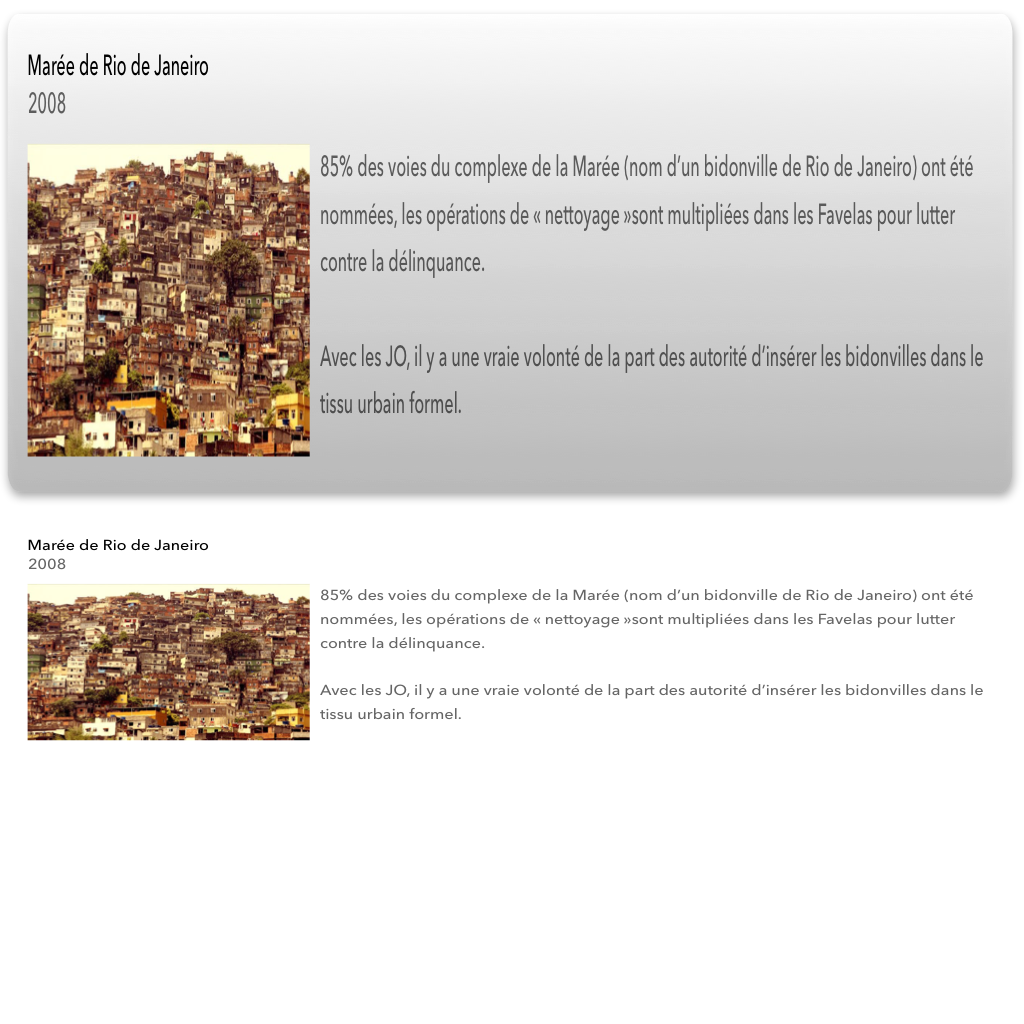 Marée de Rio de Janeiro
2008
85% des voies du complexe de la Marée (nom d’un bidonville de Rio de Janeiro) ont été
nommées, les opérations de « nettoyage »sont multipliées dans les Favelas pour lutter
contre la délinquance.
Avec les JO, il y a une vraie volonté de la part des autorité d’insérer les bidonvilles dans le
tissu urbain formel.
Marée de Rio de Janeiro
2008
85% des voies du complexe de la Marée (nom d’un bidonville de Rio de Janeiro) ont été
nommées, les opérations de « nettoyage »sont multipliées dans les Favelas pour lutter
contre la délinquance.
Avec les JO, il y a une vraie volonté de la part des autorité d’insérer les bidonvilles dans le
tissu urbain formel.